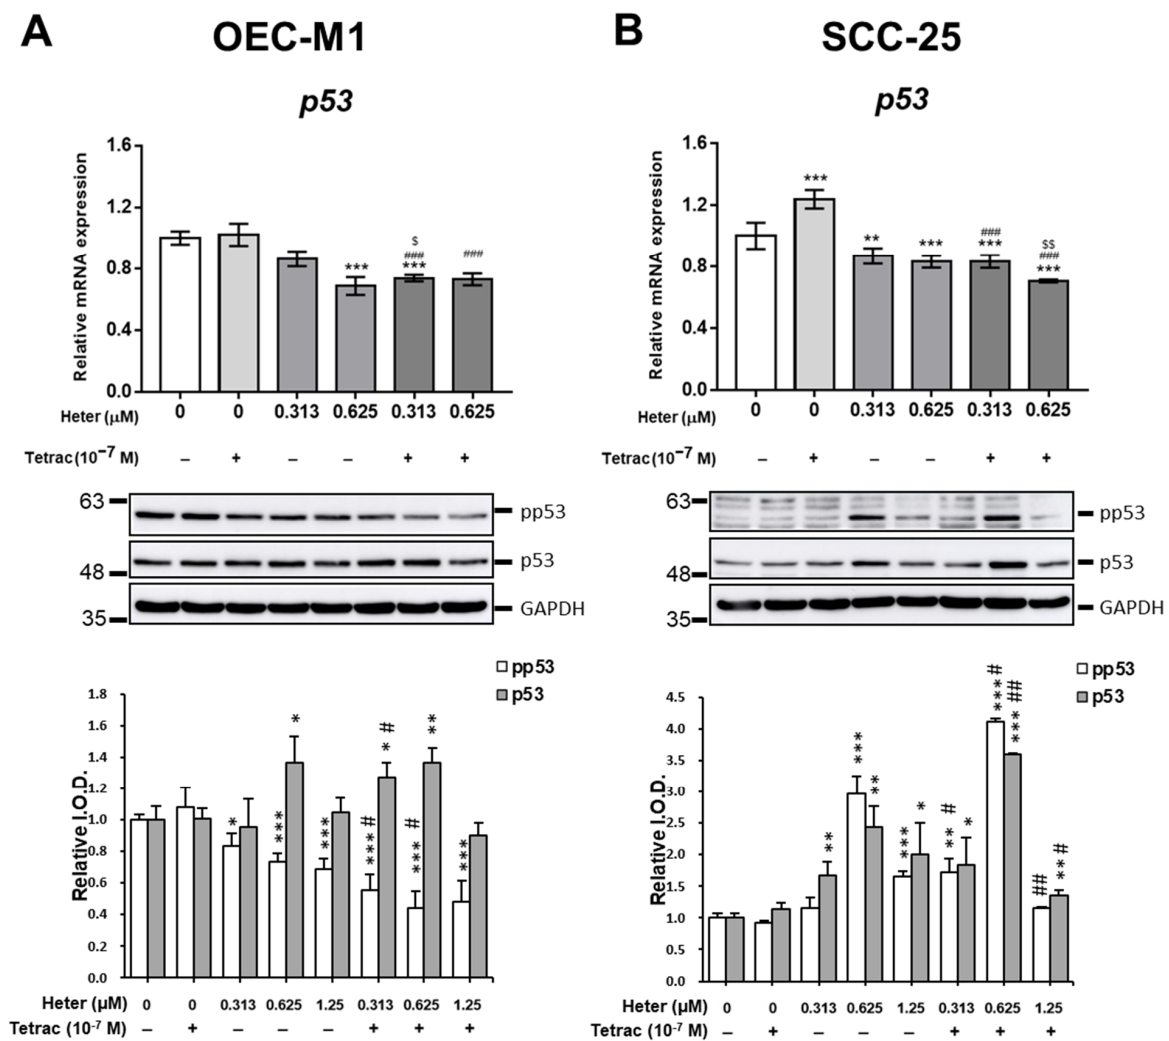 A OEC-M1
p53
Relative mRNA expression
1.6
1.2
0.8
0.4
0.0
***
$
###
***
###
Heter (μM) 0 0 0.313 0.625 0.313 0.625
Tetrac (10⁻⁷ M) – + – – + +
63
pp53
p53
48
GAPDH
35
pp53
p53
Relative I.O.D.
1.8
1.6
1.4
1.2
1.0
0.8
0.6
0.4
0.2
0.0
* *** * *** *** # * # *** # ** ***
Heter (μM) 0 0 0.313 0.625 1.25 0.313 0.625 1.25
Tetrac (10⁻⁷ M) – + – – – + + +
B SCC-25
p53
Relative mRNA expression
1.6
1.2
0.8
0.4
0.0
***
**
***
###
***
$$
###
***
Heter (μM) 0 0 0.313 0.625 0.313 0.625
Tetrac (10⁻⁷ M) – + – – + +
63
pp53
p53
48
GAPDH
35
pp53
p53
Relative I.O.D.
4.5
4.0
3.5
3.0
2.5
2.0
1.5
1.0
0.5
0.0
** *** ** *** * ** # * *** # *** ## ## ** #
Heter (μM) 0 0 0.313 0.625 1.25 0.313 0.625 1.25
Tetrac (10⁻⁷ M) – + – – – + + +